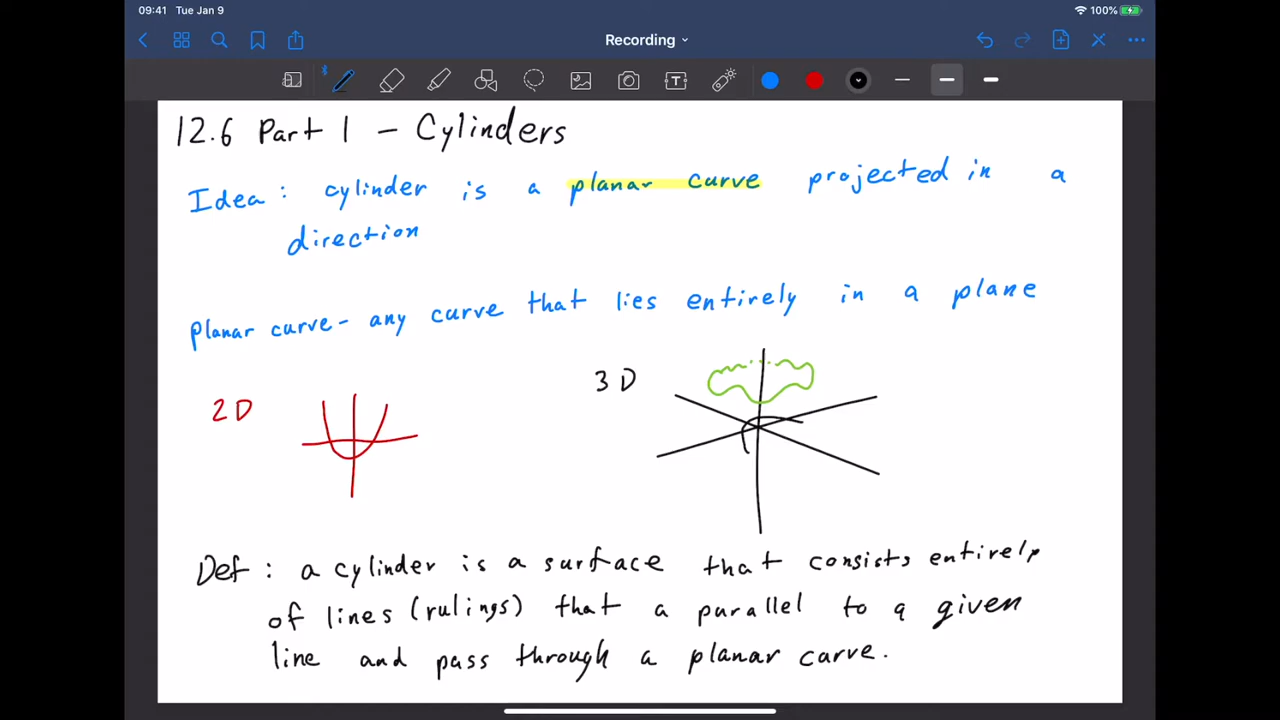 09:41 Tue Jan 9
100%
Recording
12.6 Part 1 - Cylinders
Idea: cylinder is a planar curve projected in a
direction
planar curve - any curve that lies entirely in a plane
2D
3D
Def: a cylinder is a surface that consists entirely
of lines (rulings) that a parallel to a given
line and pass through a planar curve.